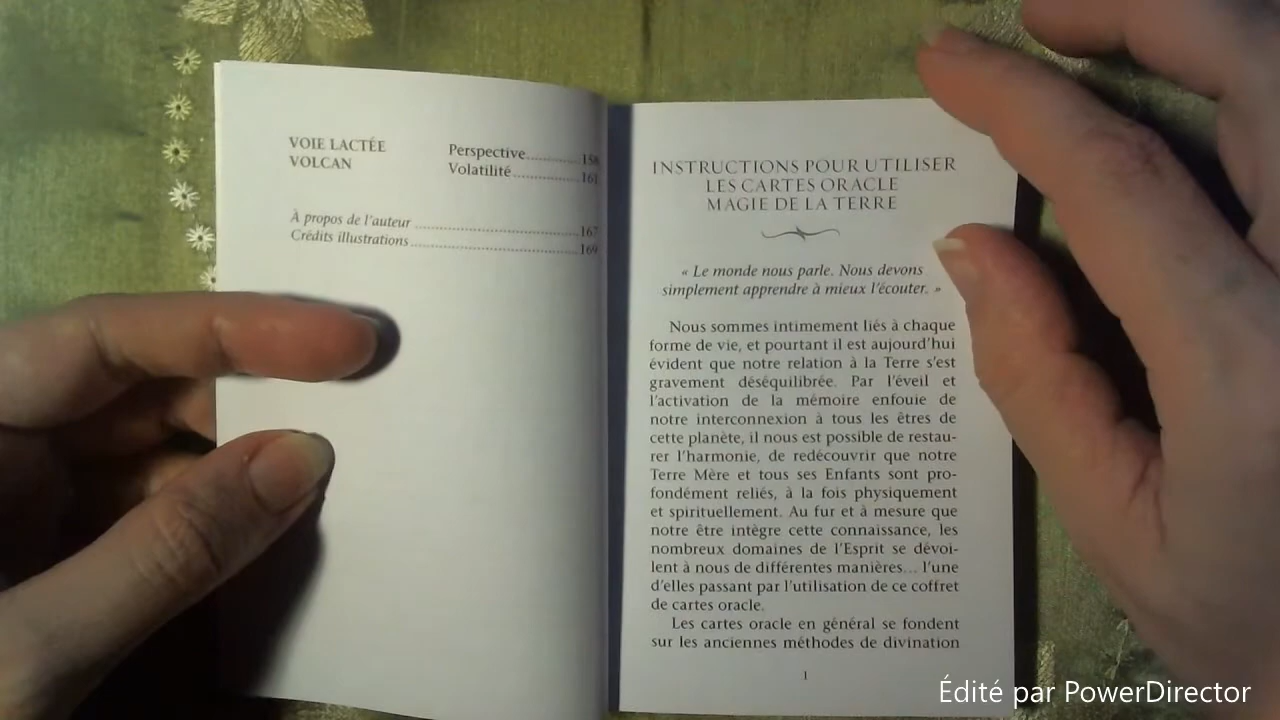 VOIE LACTÉE Perspective 158
VOLCAN Volatilité 161
À propos de l'auteur 167
Crédits illustrations 169
INSTRUCTIONS POUR UTILISER
LES CARTES ORACLE
MAGIE DE LA TERRE
« Le monde nous parle. Nous devons
simplement apprendre à mieux l'écouter. »
Nous sommes intimement liés à chaque
forme de vie, et pourtant il est aujourd'hui
évident que notre relation à la Terre s'est
gravement déséquilibrée. Par l'éveil et
l'activation de la mémoire enfouie de
notre interconnexion à tous les êtres de
cette planète, il nous est possible de restau-
rer l'harmonie, de redécouvrir que notre
Terre Mère et tous ses Enfants sont pro-
fondément reliés, à la fois physiquement
et spirituellement. Au fur et à mesure que
notre être intègre cette connaissance, les
nombreux domaines de l'Esprit se dévoi-
lent à nous de différentes manières… l'une
d'elles passant par l'utilisation de ce coffret
de cartes oracle.
Les cartes oracle en général se fondent
sur les anciennes méthodes de divination
1
Édité par PowerDirector